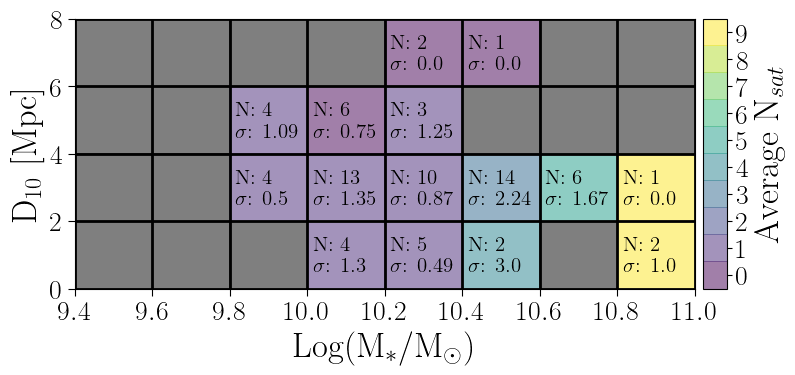 8
N: 2
σ: 0.0
N: 1
σ: 0.0
6
N: 4
σ: 1.09
N: 6
σ: 0.75
N: 3
σ: 1.25
4
N: 4
σ: 0.5
N: 13
σ: 1.35
N: 10
σ: 0.87
N: 14
σ: 2.24
N: 6
σ: 1.67
N: 1
σ: 0.0
2
N: 4
σ: 1.3
N: 5
σ: 0.49
N: 2
σ: 3.0
N: 2
σ: 1.0
0
D₁₀ [Mpc]
9.4 9.6 9.8 10.0 10.2 10.4 10.6 10.8 11.0
Log(M*/M⊙)
9
8
7
6
5
4
3
2
1
0
Average N_sat